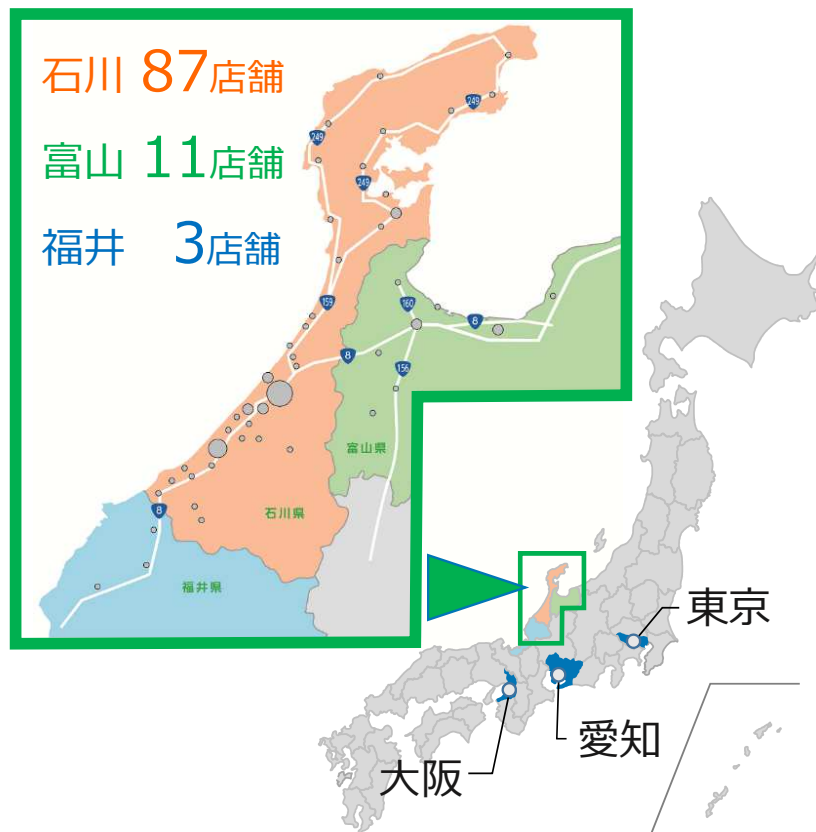 石川 87店舗
富山 11店舗
福井 3店舗
249
249
249
159
160
8
8
156
富山県
石川県
8
福井県
東京
愛知
大阪